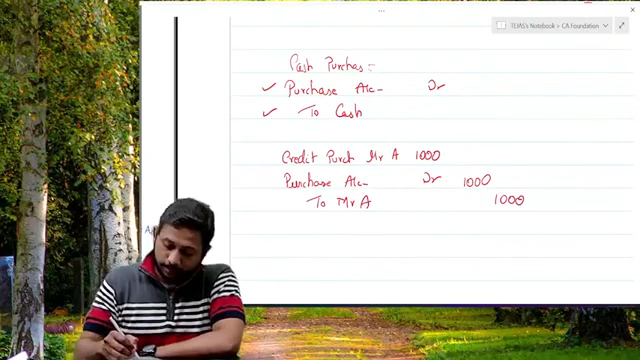 TEJAS's Notebook > CA Foundation
Cash Purchas :-
✓ Purchase A/c- Dr
✓ To Cash
Credit Purch Mr A 1000
Purchase A/c- Dr 1000
To Mr A 1000